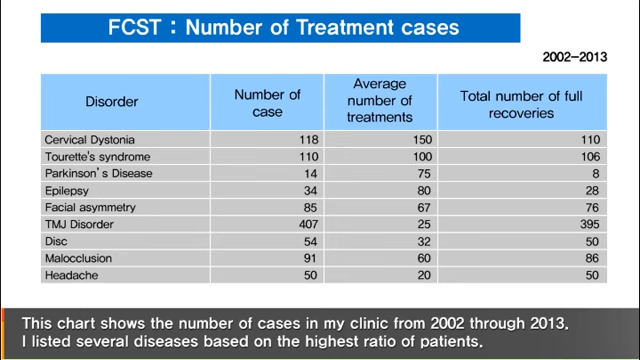 FCST : Number of Treatment cases
2002-2013
Disorder | Number of case | Average number of treatments | Total number of full recoveries
Cervical Dystonia 118 150 110
Tourette's syndrome 110 100 106
Parkinson's Disease 14 75 8
Epilepsy 34 80 28
Facial asymmetry 85 67 76
TMJ Disorder 407 25 395
Disc 54 32 50
Malocclusion 91 60 86
Headache 50 20 50
This chart shows the number of cases in my clinic from 2002 through 2013.
I listed several diseases based on the highest ratio of patients.